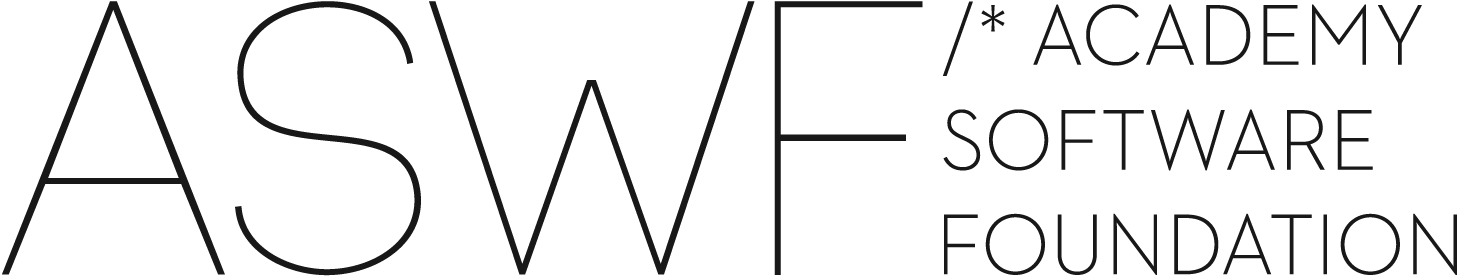 ASWF
/* ACADEMY
SOFTWARE
FOUNDATION